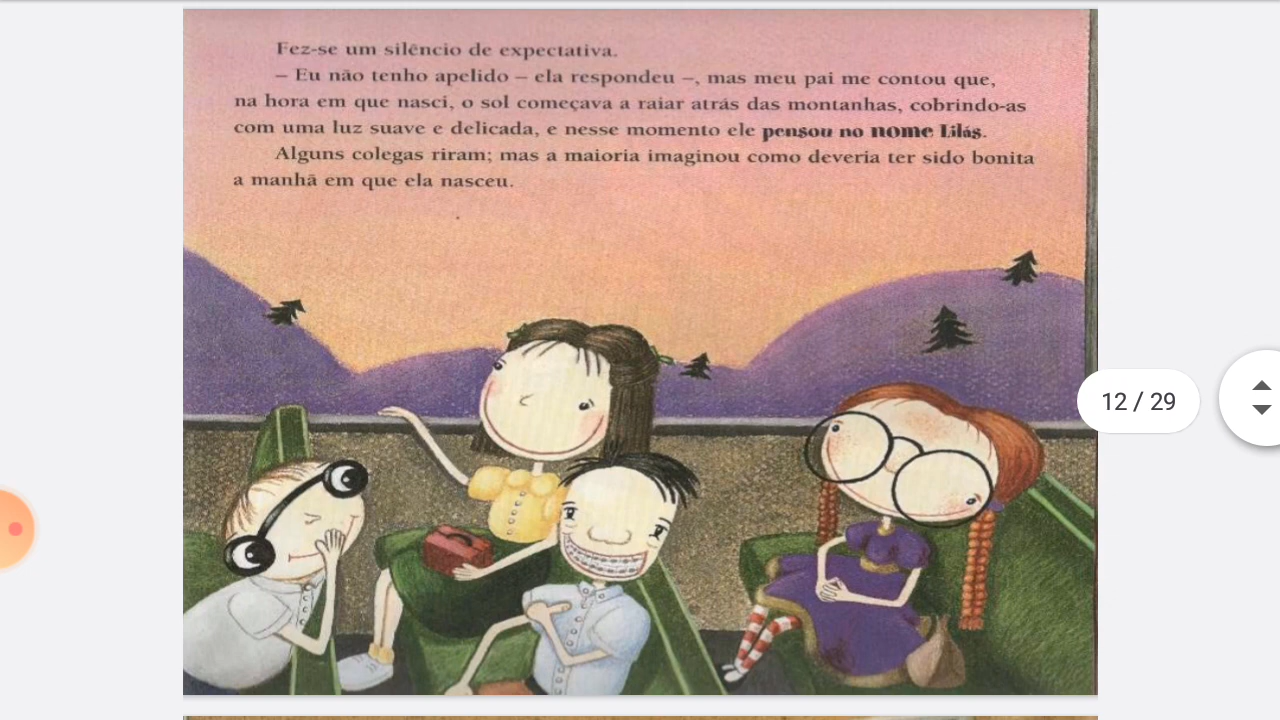 Fez-se um silêncio de expectativa.
– Eu não tenho apelido – ela respondeu –, mas meu pai me contou que,
na hora em que nasci, o sol começava a raiar atrás das montanhas, cobrindo-as
com uma luz suave e delicada, e nesse momento ele pensou no nome Lilás.
Alguns colegas riram; mas a maioria imaginou como deveria ter sido bonita
a manhã em que ela nasceu.
12 / 29